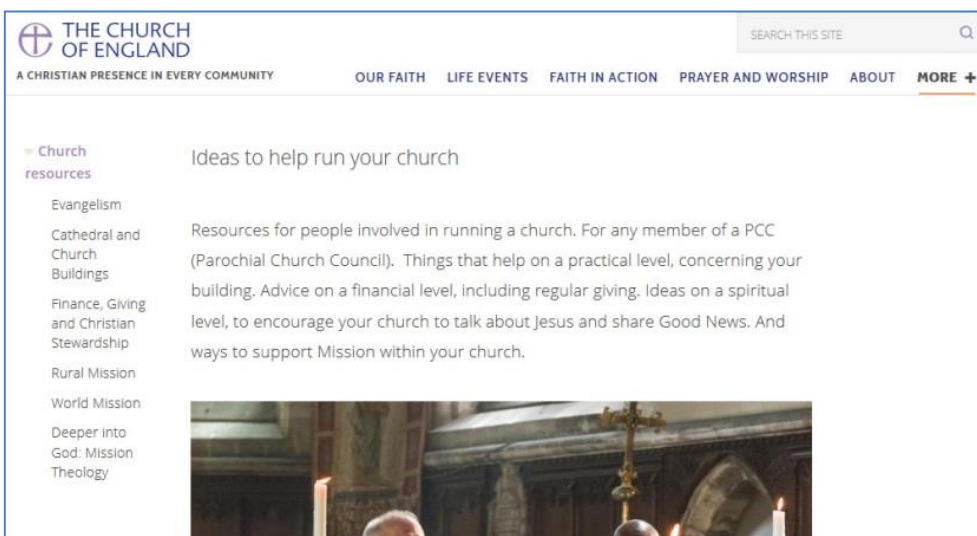 THE CHURCH
OF ENGLAND
A CHRISTIAN PRESENCE IN EVERY COMMUNITY
SEARCH THIS SITE
OUR FAITH LIFE EVENTS FAITH IN ACTION PRAYER AND WORSHIP ABOUT MORE +
Church
resources
Evangelism
Cathedral and
Church
Buildings
Finance, Giving
and Christian
Stewardship
Rural Mission
World Mission
Deeper into
God: Mission
Theology
Ideas to help run your church
Resources for people involved in running a church. For any member of a PCC
(Parochial Church Council). Things that help on a practical level, concerning your
building. Advice on a financial level, including regular giving. Ideas on a spiritual
level, to encourage your church to talk about Jesus and share Good News. And
ways to support Mission within your church.